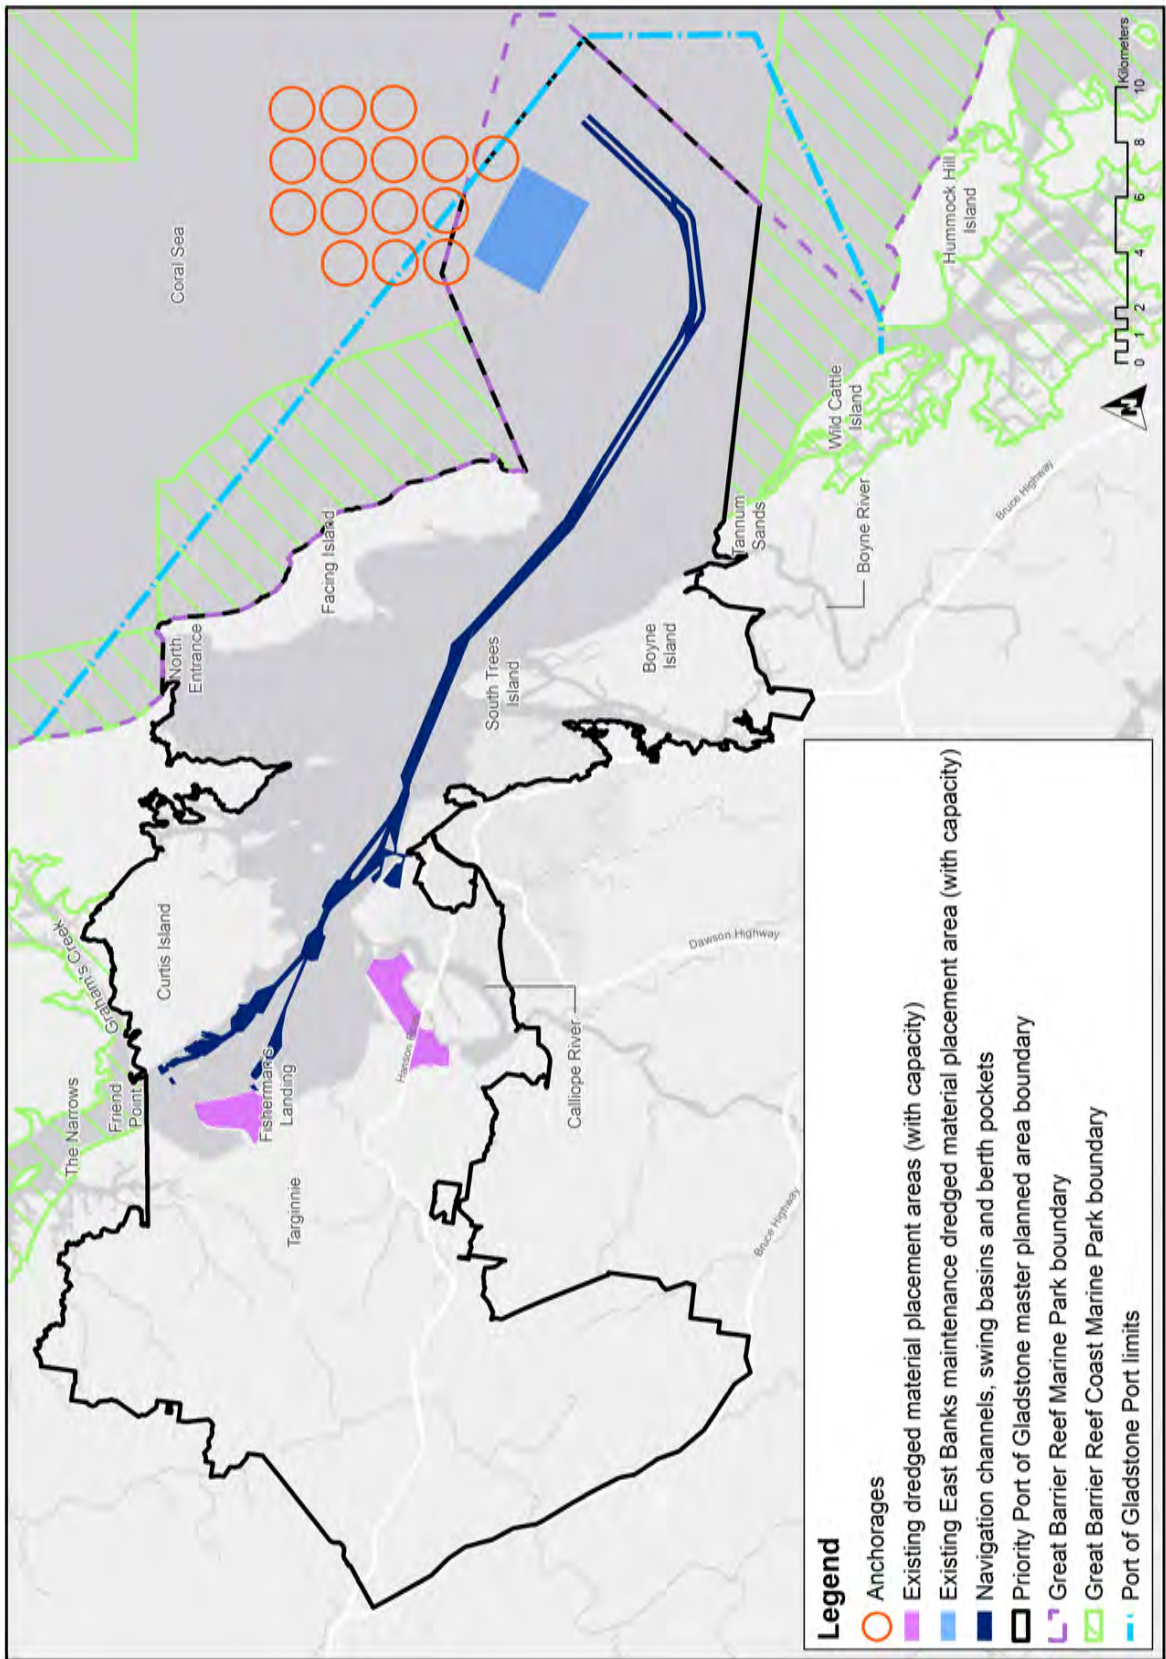 The Narrows
Graham's Creek
Friend
Point
Curtis Island
North
Entrance
Coral Sea
Facing Island
Fisherman's
Landing
Targinnie
Hanson Road
Calliope River
Dawson Highway
Bruce Highway
South Trees
Island
Boyne
Island
Tannum
Sands
Boyne River
Wild Cattle
Island
Bruce Highway
Hummock Hill
Island
N
0 1 2 4 6 8 10
Kilometers
Legend
Anchorages
Existing dredged material placement areas (with capacity)
Existing East Banks maintenance dredged material placement area (with capacity)
Navigation channels, swing basins and berth pockets
Priority Port of Gladstone master planned area boundary
Great Barrier Reef Marine Park boundary
Great Barrier Reef Coast Marine Park boundary
Port of Gladstone Port limits